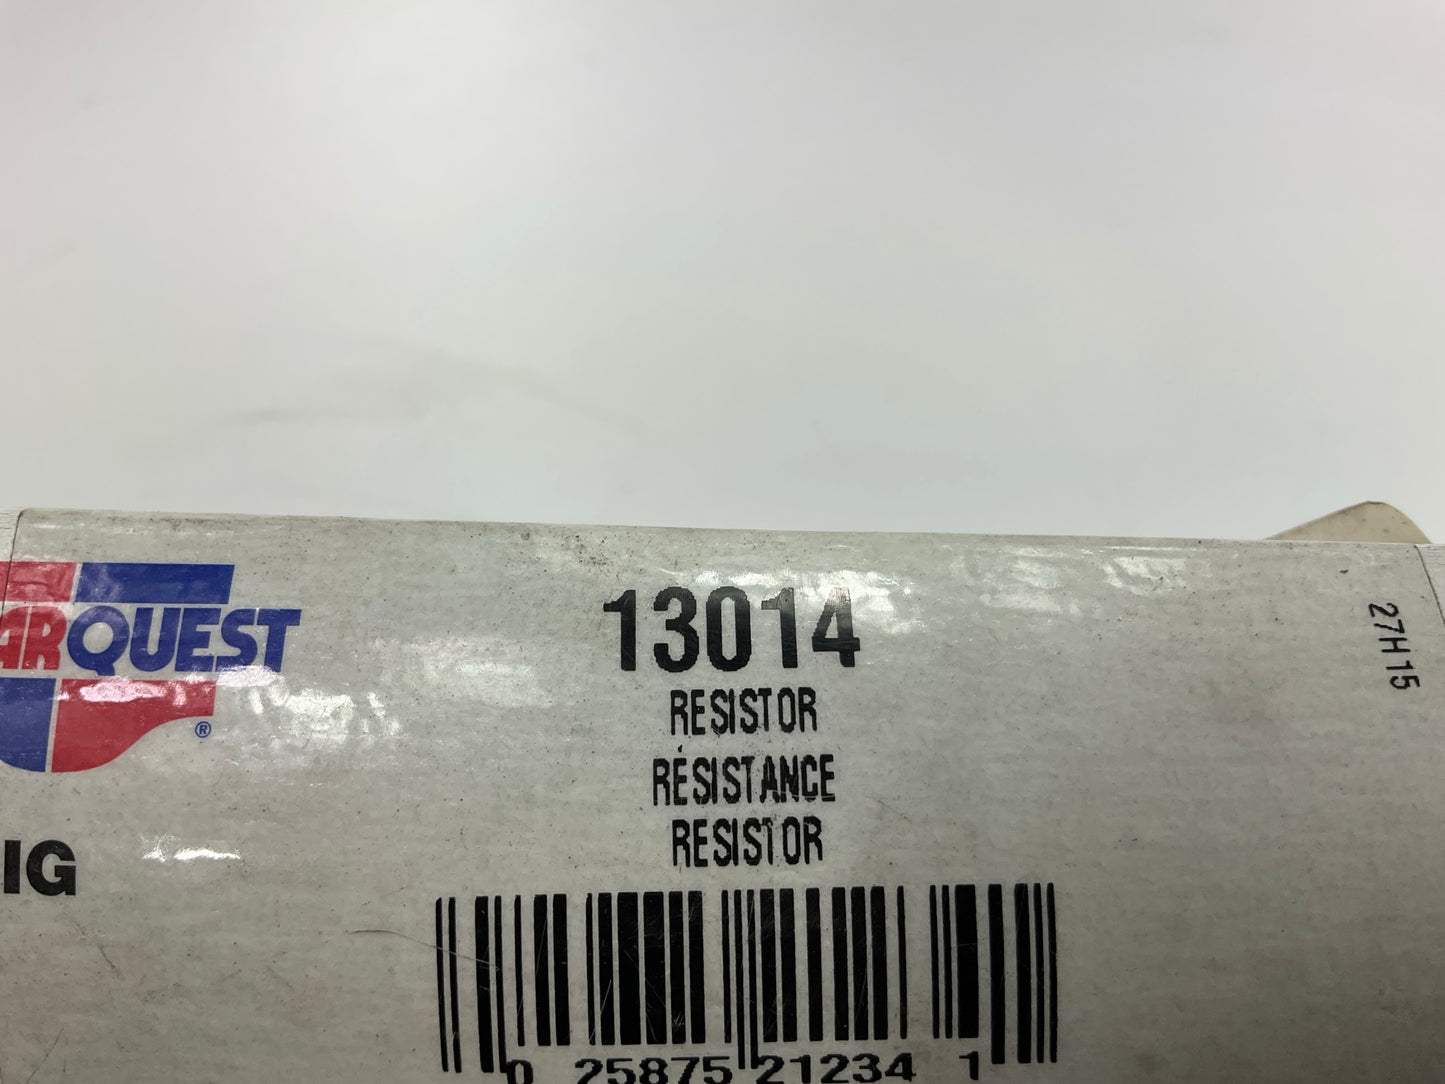 ARQUEST
®
IG
13014
RESISTOR
RÉSISTANCE
RESISTOR
0 25875 21234 1
27H15